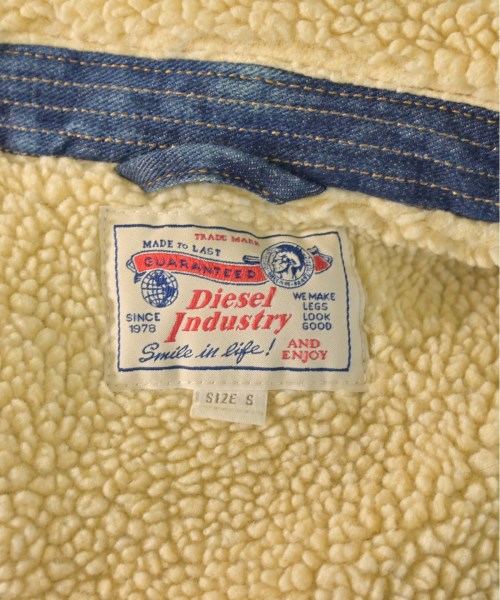 TRADE MARK
MADE TO LAST
GUARANTEED
Diesel
Industry
SINCE
1978
WE MAKE
LEGS
LOOK
GOOD
Smile in life!
AND
ENJOY
SIZE S